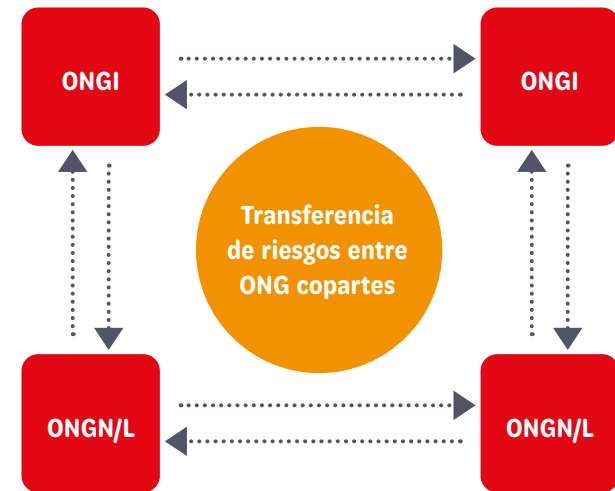 ONGI
ONGI
Transferencia
de riesgos entre
ONG copartes
ONGN/L
ONGN/L